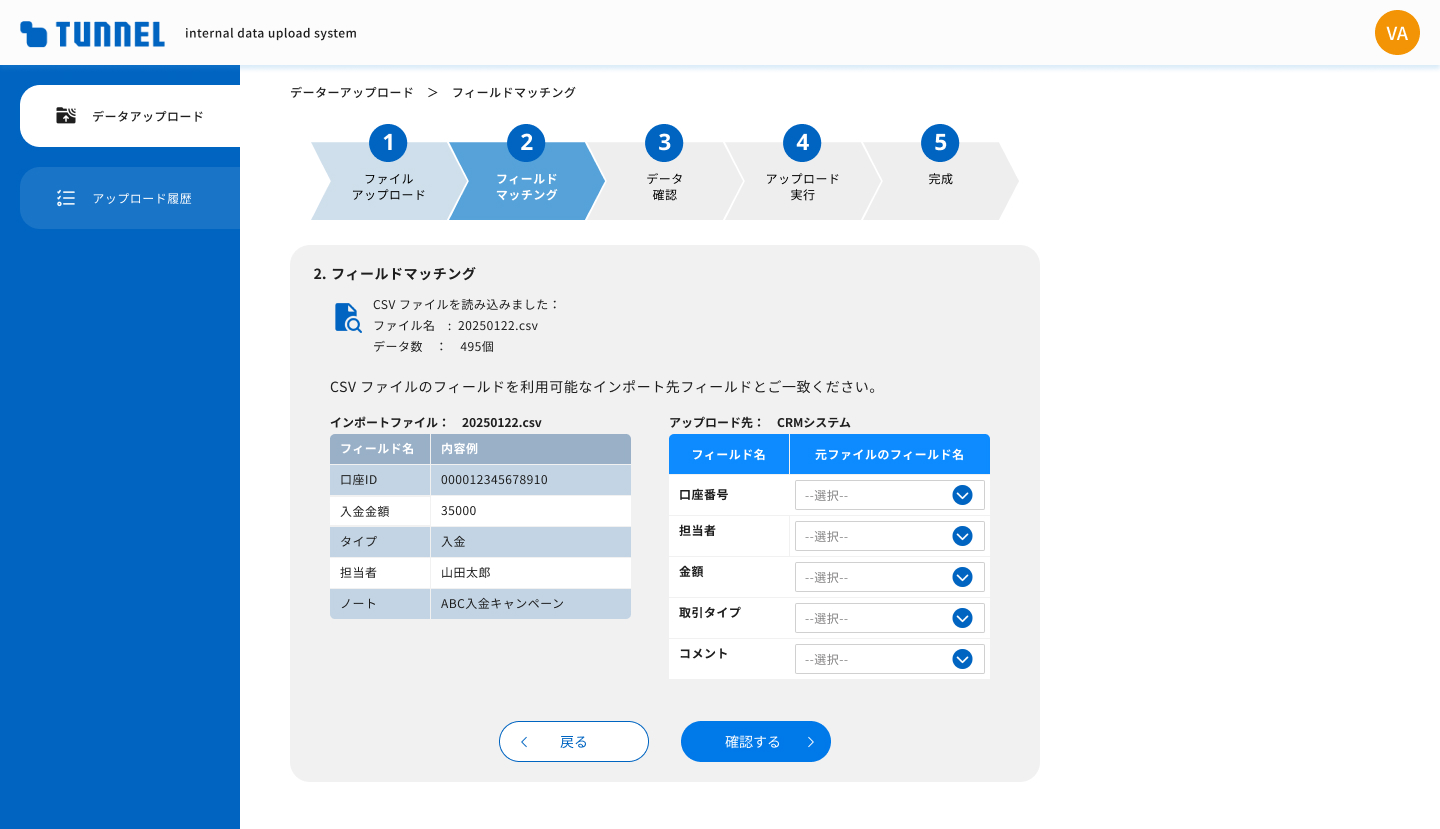 TUNNEL internal data upload system VA
データアップロード
アップロード履歴
データーアップロード ＞ フィールドマッチング
1 2 3 4 5
ファイル
アップロード
フィールド
マッチング
データ
確認
アップロード
実行
完成
2. フィールドマッチング
CSV ファイルを読み込みました：
ファイル名 : 20250122.csv
データ数 ： 495個
CSV ファイルのフィールドを利用可能なインポート先フィールドとご一致ください。
インポートファイル： 20250122.csv
フィールド名 内容例
口座ID 000012345678910
入金金額 35000
タイプ 入金
担当者 山田太郎
ノート ABC入金キャンペーン
アップロード先： CRMシステム
フィールド名 元ファイルのフィールド名
口座番号 --選択--
担当者 --選択--
金額 --選択--
取引タイプ --選択--
コメント --選択--
戻る 確認する